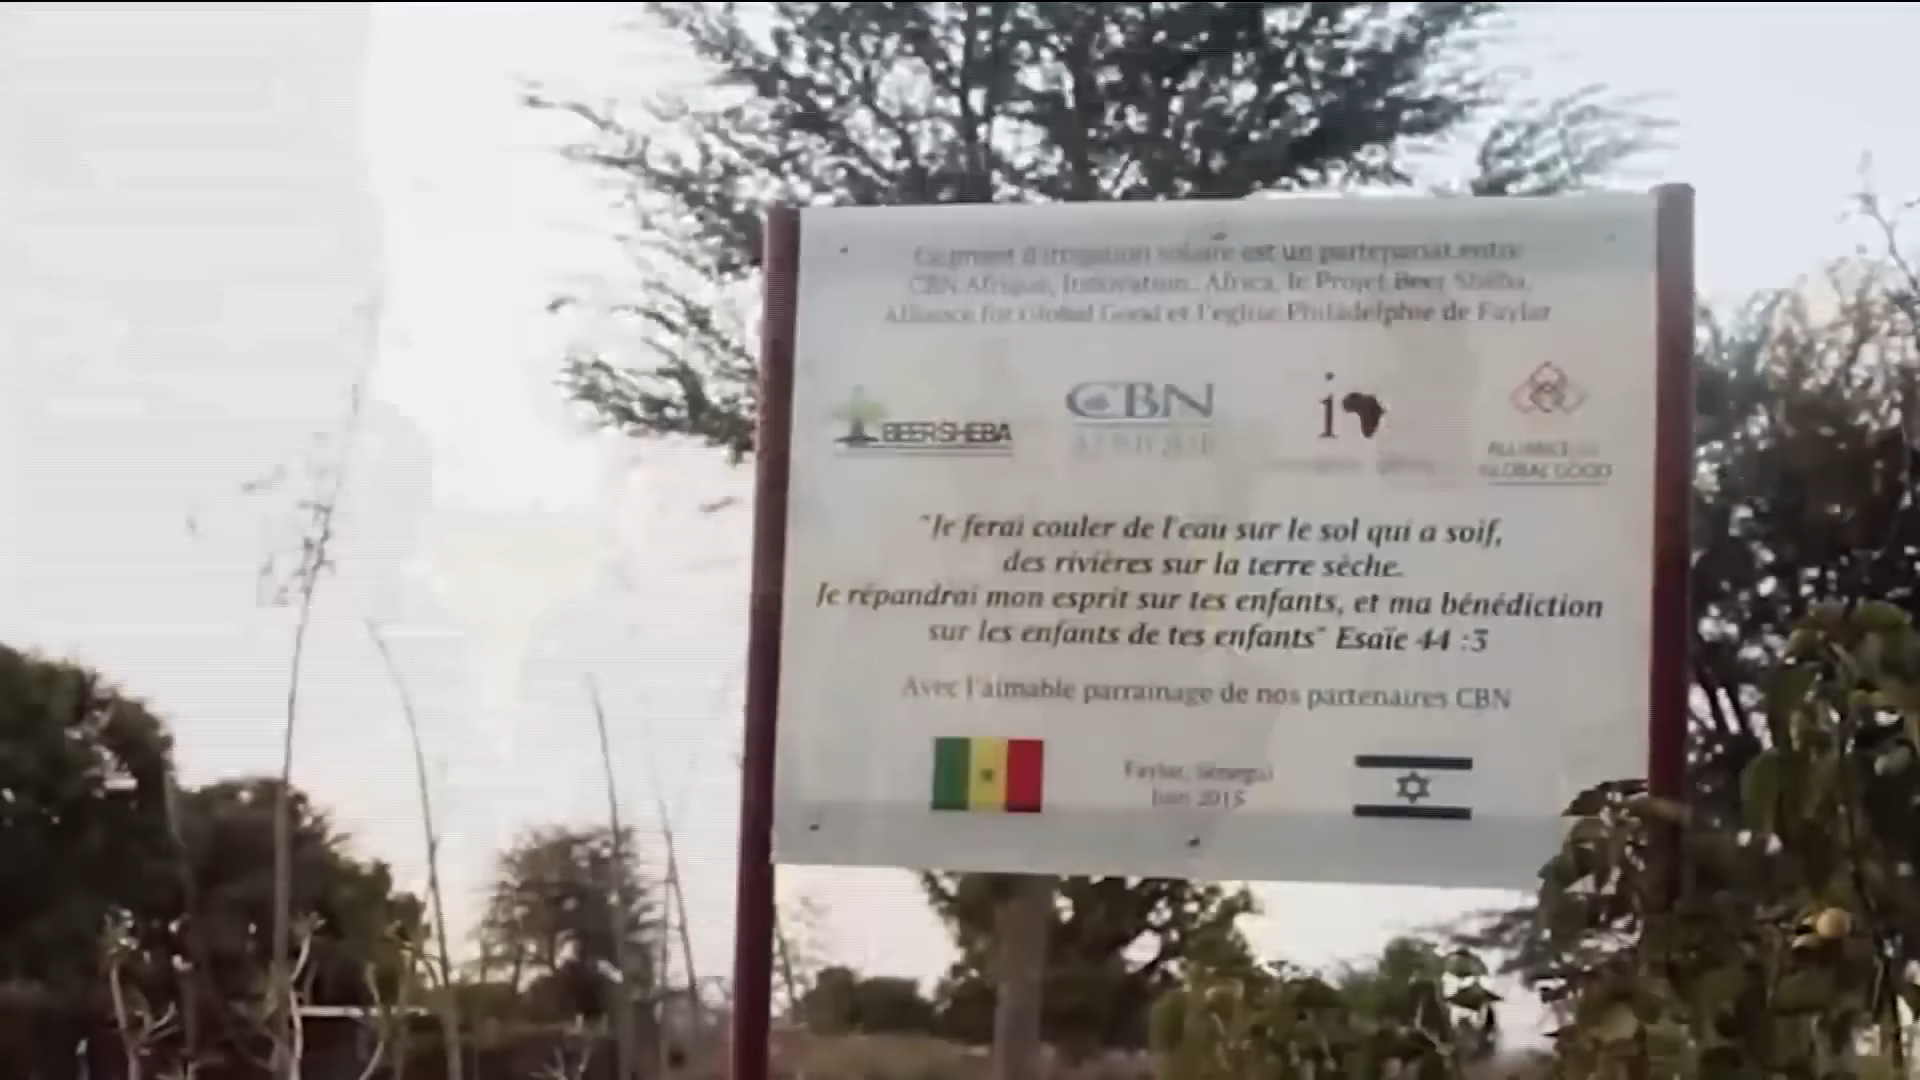 Ce projet d'irrigation solaire est un partenariat entre
CBN Afrique, Innovation: Africa, le Projet Beer Sheba,
Alliance for Global Good et l'eglise Philadelphie de Faylar
BEERSHEBA
CBN
AFRIQUE
iA
ALLIANCE for
GLOBAL GOOD
"Je ferai couler de l'eau sur le sol qui a soif,
des rivières sur la terre sèche.
Je répandrai mon esprit sur tes enfants, et ma bénédiction
sur les enfants de tes enfants" Esaïe 44 :3
Avec l'aimable parrainage de nos partenaires CBN
Faylar, Sénégal
Juin 2015